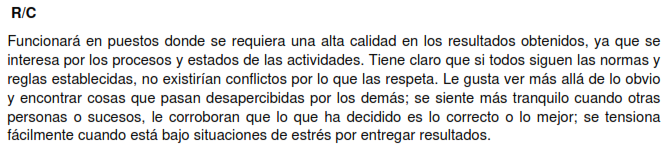 R/C
Funcionará en puestos donde se requiera una alta calidad en los resultados obtenidos, ya que se
interesa por los procesos y estados de las actividades. Tiene claro que si todos siguen las normas y
reglas establecidas, no existirían conflictos por lo que las respeta. Le gusta ver más allá de lo obvio
y encontrar cosas que pasan desapercibidas por los demás; se siente más tranquilo cuando otras
personas o sucesos, le corroboran que lo que ha decidido es lo correcto o lo mejor; se tensiona
fácilmente cuando está bajo situaciones de estrés por entregar resultados.